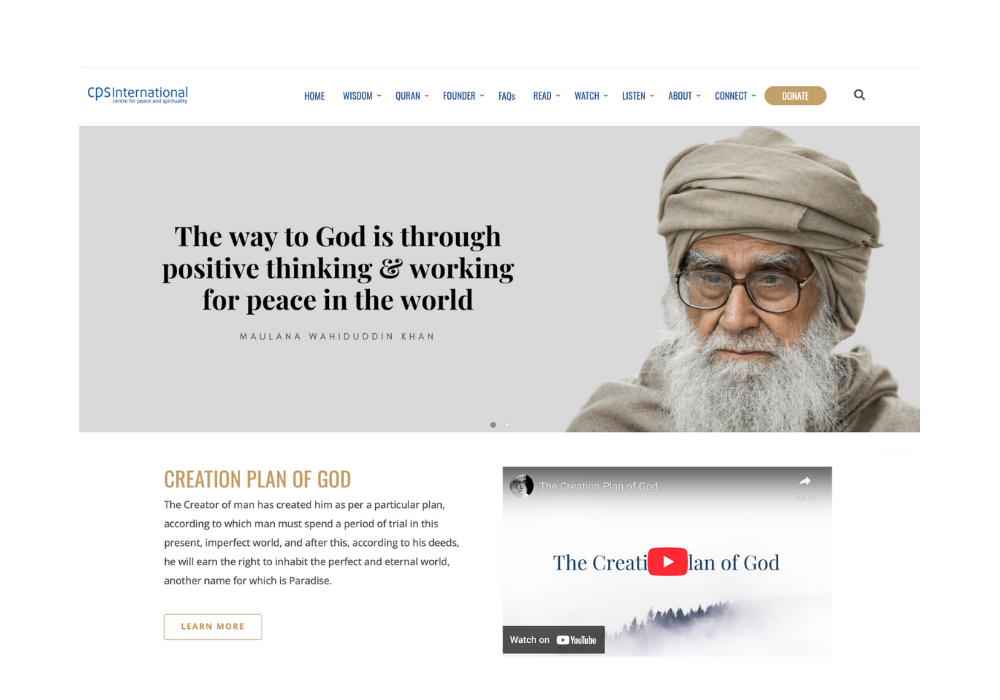 cpsInternational
centre for peace and spirituality
HOME WISDOM QURAN FOUNDER FAQs READ WATCH LISTEN ABOUT CONNECT DONATE
The way to God is through
positive thinking & working
for peace in the world
MAULANA WAHIDUDDIN KHAN
CREATION PLAN OF GOD
The Creator of man has created him as per a particular plan,
according to which man must spend a period of trial in this
present, imperfect world, and after this, according to his deeds,
he will earn the right to inhabit the perfect and eternal world,
another name for which is Paradise.
LEARN MORE
The Creation Plan of God
Share
The Creati lan of God
Watch on YouTube